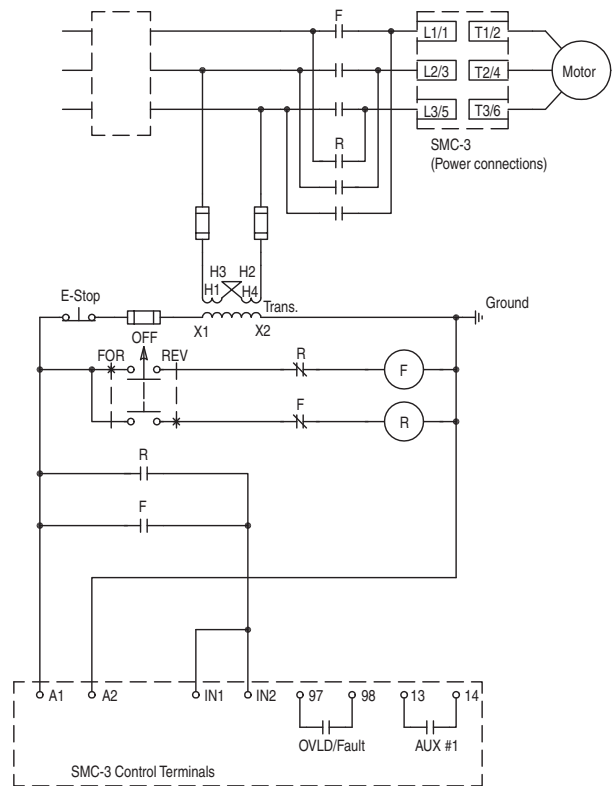 F
L1/1 T1/2
L2/3 T2/4 Motor
L3/5 T3/6
R
SMC-3
(Power connections)
H3 H2
H1 H4
E-Stop Trans. Ground
X1 X2
OFF
FOR REV R
F
F
R
R
F
A1 A2 IN1 IN2 97 98 13 14
OVLD/Fault AUX #1
SMC-3 Control Terminals